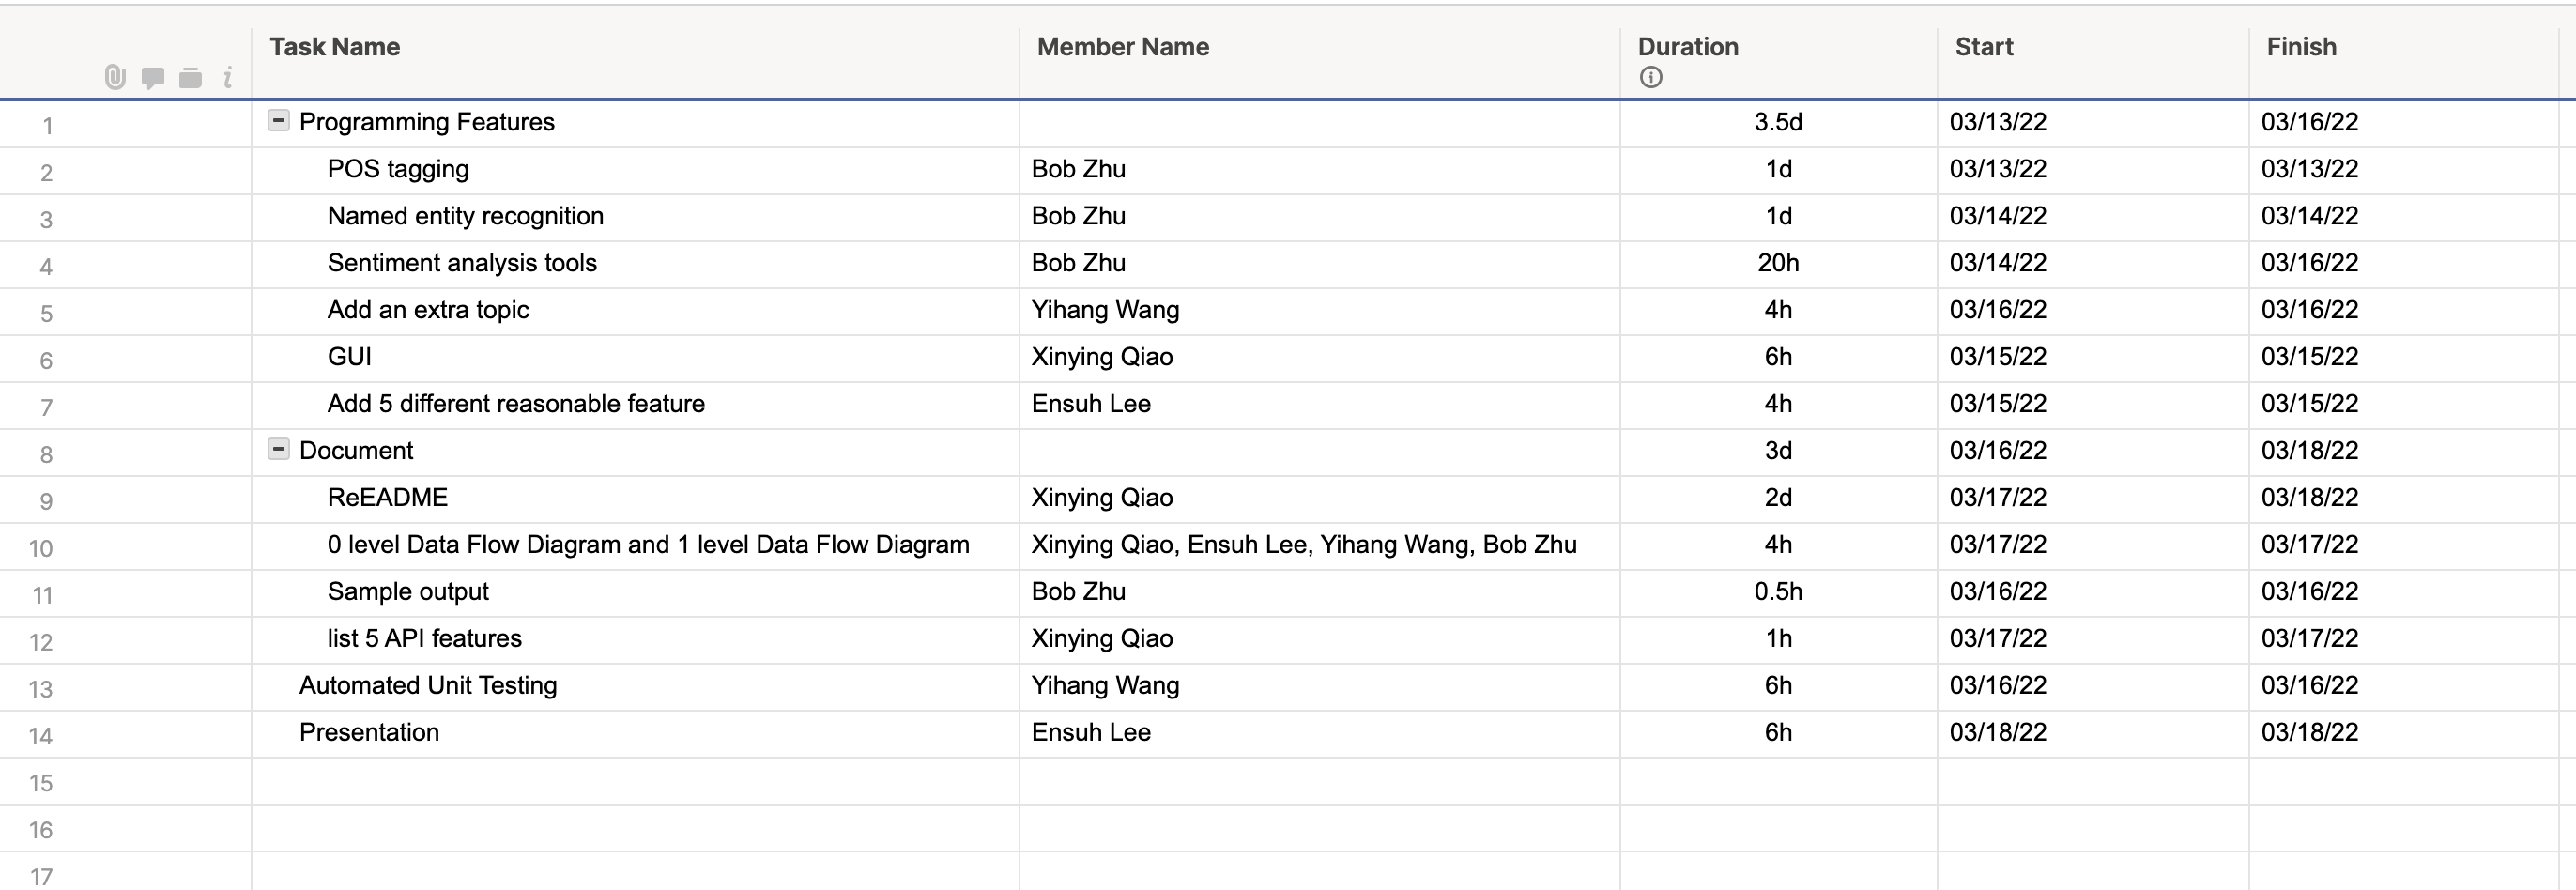 Task Name Member Name Duration Start Finish
1 Programming Features 3.5d 03/13/22 03/16/22
2 POS tagging Bob Zhu 1d 03/13/22 03/13/22
3 Named entity recognition Bob Zhu 1d 03/14/22 03/14/22
4 Sentiment analysis tools Bob Zhu 20h 03/14/22 03/16/22
5 Add an extra topic Yihang Wang 4h 03/16/22 03/16/22
6 GUI Xinying Qiao 6h 03/15/22 03/15/22
7 Add 5 different reasonable feature Ensuh Lee 4h 03/15/22 03/15/22
8 Document 3d 03/16/22 03/18/22
9 ReEADME Xinying Qiao 2d 03/17/22 03/18/22
10 0 level Data Flow Diagram and 1 level Data Flow Diagram Xinying Qiao, Ensuh Lee, Yihang Wang, Bob Zhu 4h 03/17/22 03/17/22
11 Sample output Bob Zhu 0.5h 03/16/22 03/16/22
12 list 5 API features Xinying Qiao 1h 03/17/22 03/17/22
13 Automated Unit Testing Yihang Wang 6h 03/16/22 03/16/22
14 Presentation Ensuh Lee 6h 03/18/22 03/18/22
15
16
17